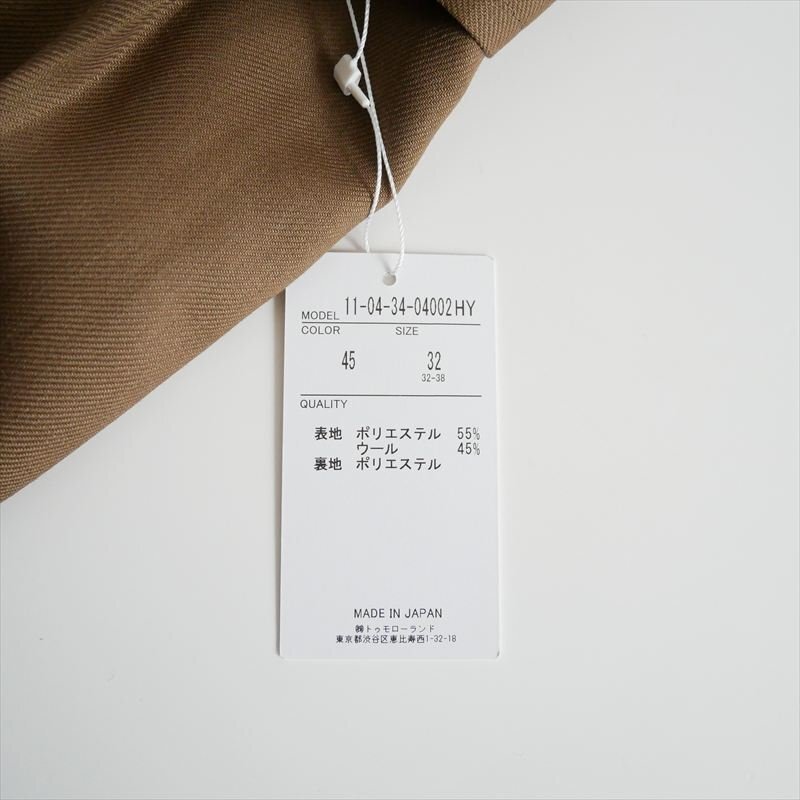 MODEL 11-04-34-04002HY
COLOR SIZE
45 32
32-38
QUALITY
表地 ポリエステル 55%
ウール 45%
裏地 ポリエステル
MADE IN JAPAN
㈱トゥモローランド
東京都渋谷区恵比寿西1-32-18